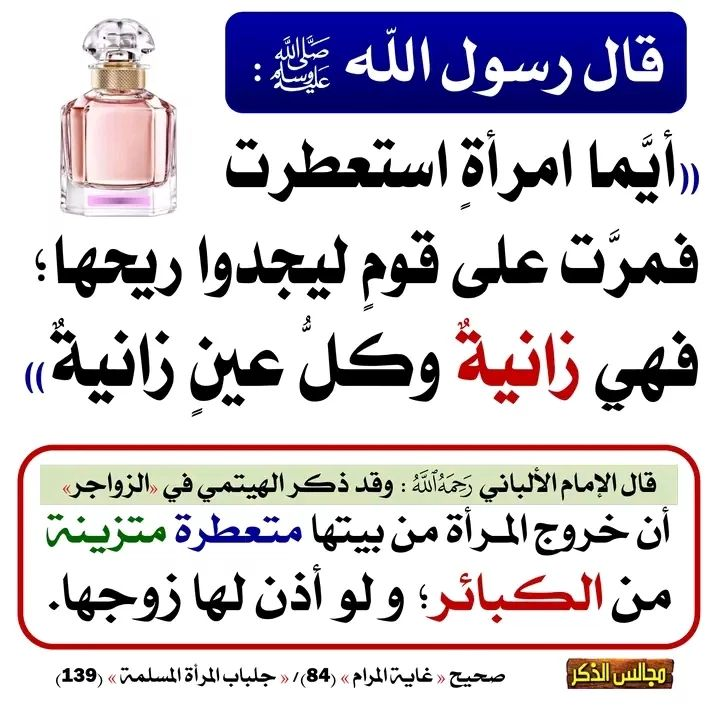 قال رسول الله ﷺ :
((أيَّما امرأةٍ استعطرت
فمرَّت على قومٍ ليجدوا ريحها؛
فهي زانيةٌ وكلُّ عينٍ زانيةٌ))
قال الإمام الألباني رَحِمَهُ ٱللَّهُ : وقد ذكر الهيتمي في «الزواجر»
أن خروج المرأة من بيتها متعطرة متزينة
من الكبائر؛ و لو أذن لها زوجها.
صحيح « غاية المرام » (84)/ « جلباب المرأة المسلمة » (139)
مجالس الذكر